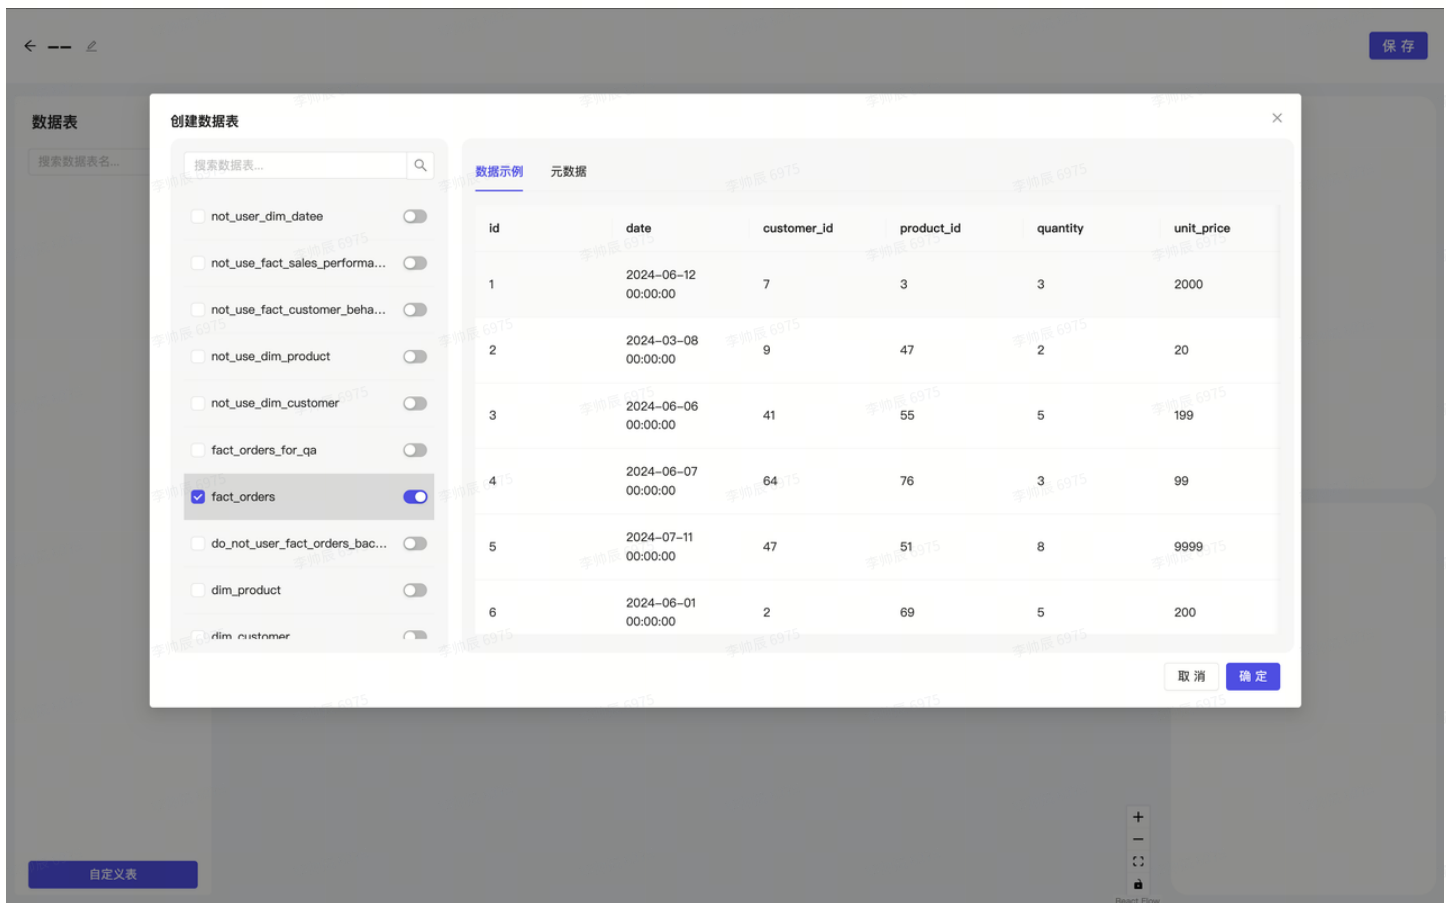 保存
数据表
搜索数据表名...
自定义表
创建数据表
搜索数据表...
not_user_dim_datee
not_use_fact_sales_performa...
not_use_fact_customer_beha...
not_use_dim_product
not_use_dim_customer
fact_orders_for_qa
fact_orders
do_not_user_fact_orders_bac...
dim_product
dim_customer
数据示例 元数据
id date customer_id product_id quantity unit_price
1 2024-06-12 00:00:00 7 3 3 2000
2 2024-03-08 00:00:00 9 47 2 20
3 2024-06-06 00:00:00 41 55 5 199
4 2024-06-07 00:00:00 64 76 3 99
5 2024-07-11 00:00:00 47 51 8 9999
6 2024-06-01 00:00:00 2 69 5 200
取消 确定
React Flow
李帅辰 6975